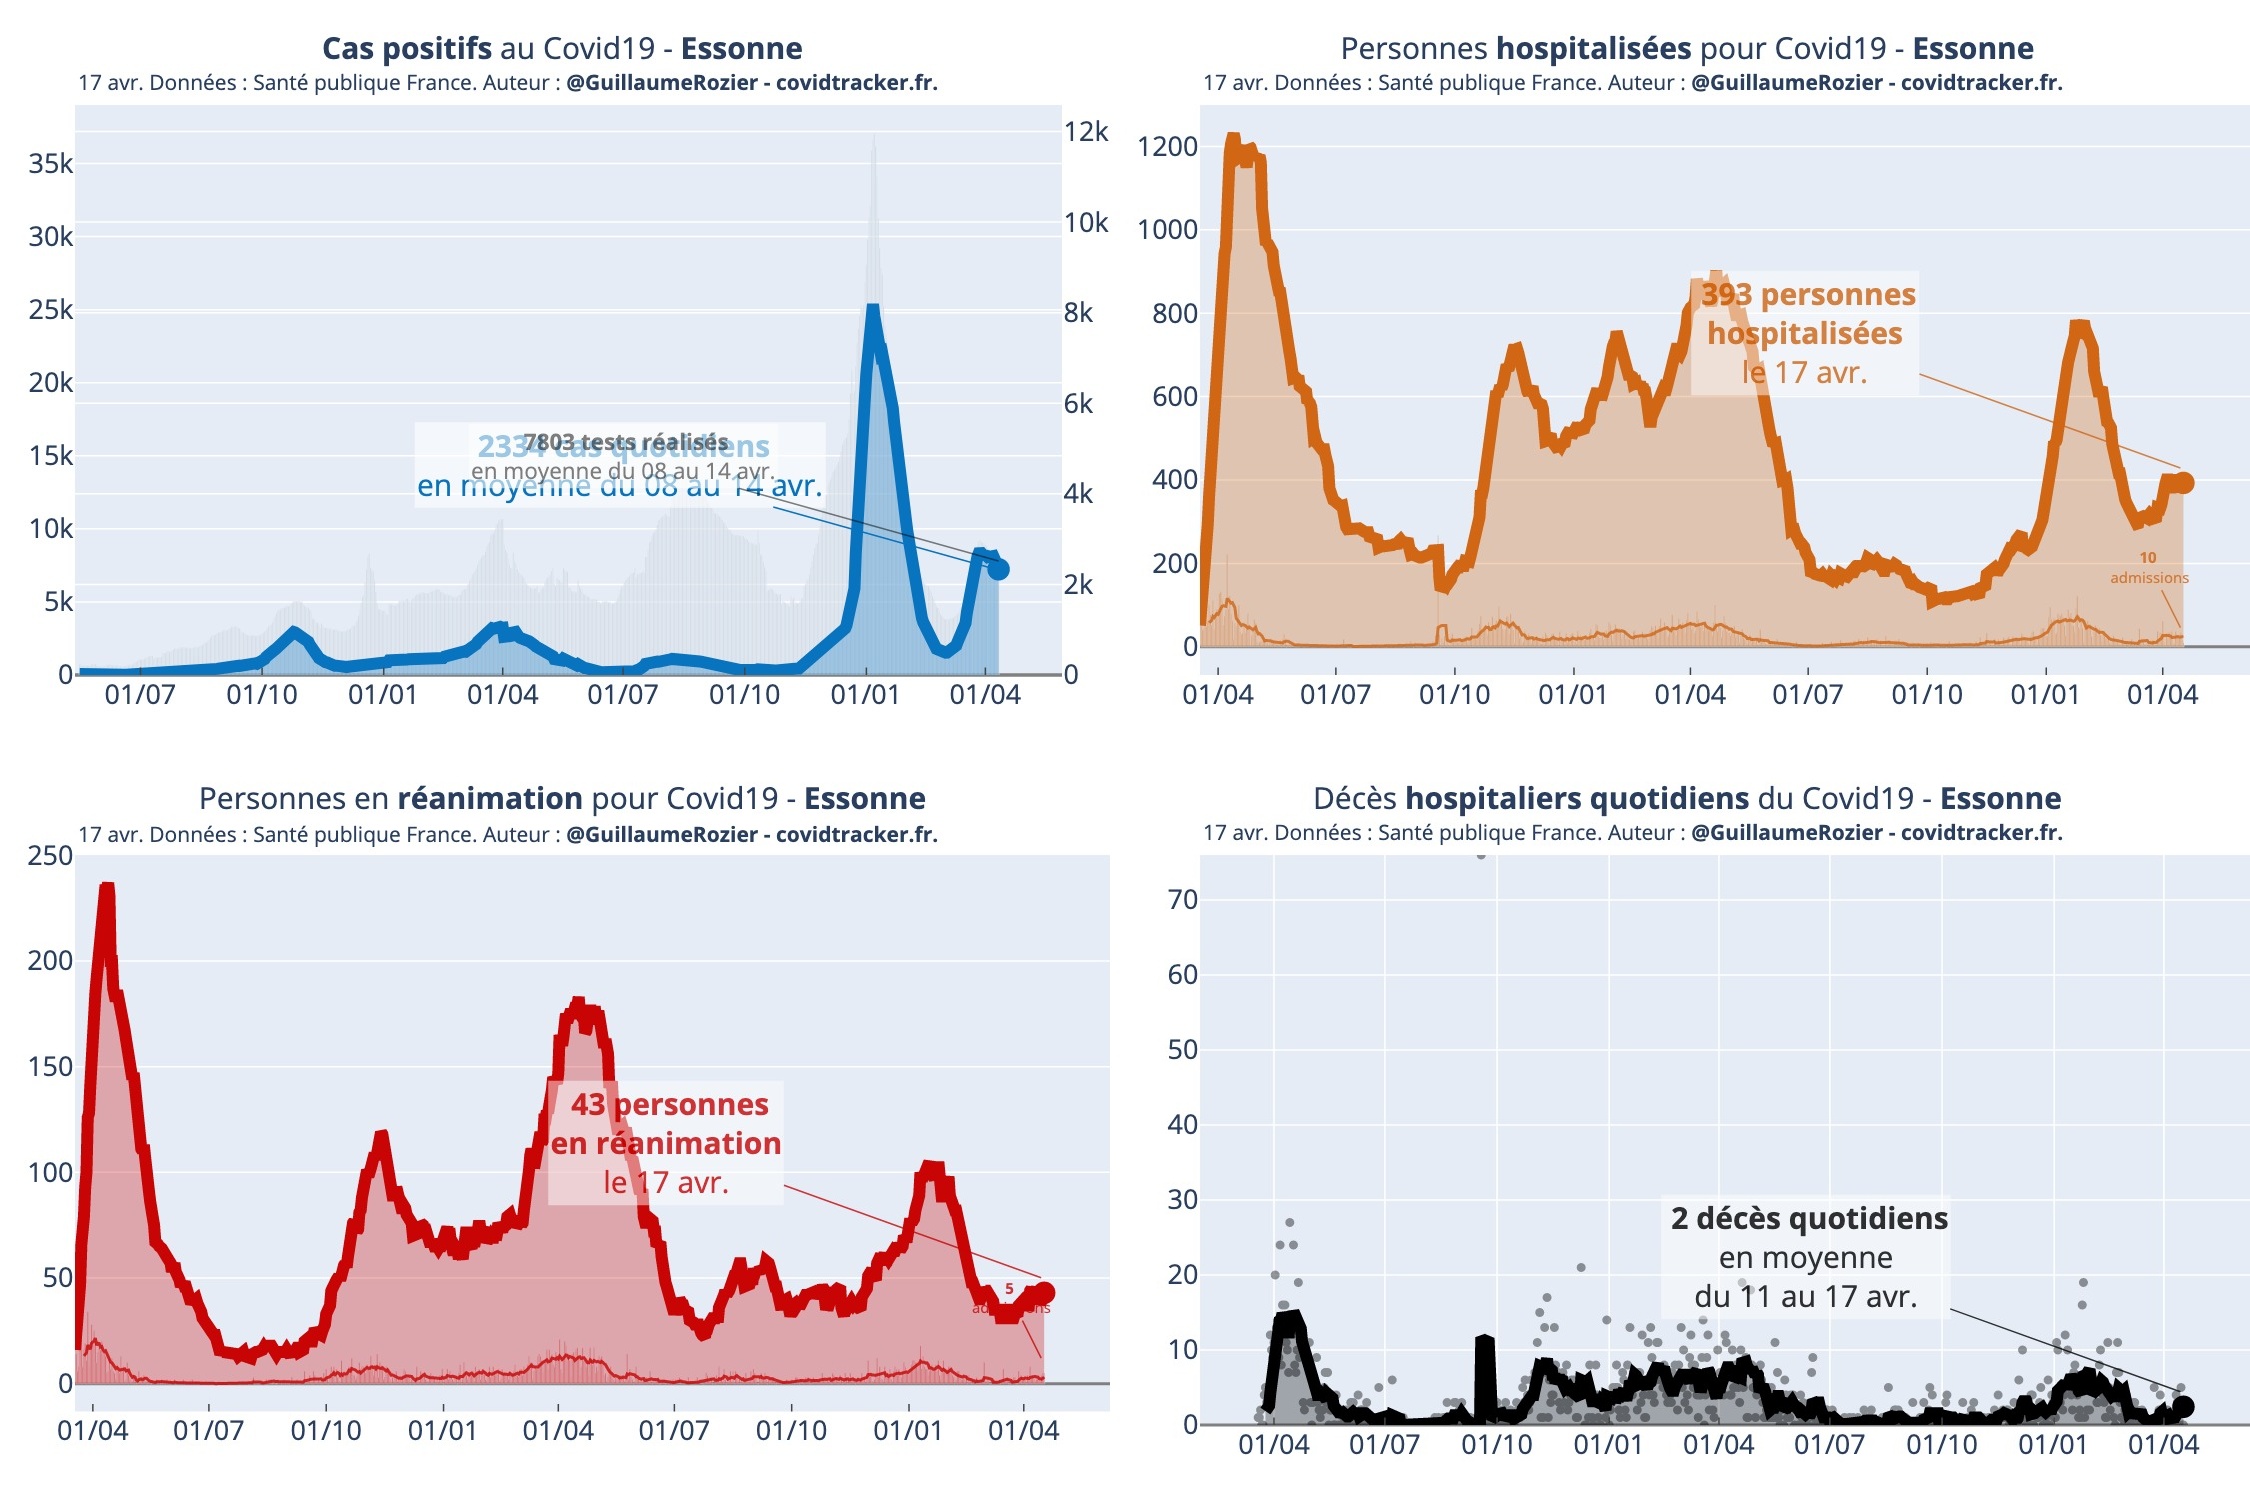 Cas positifs au Covid19 - Essonne
17 avr. Données : Santé publique France. Auteur : @GuillaumeRozier - covidtracker.fr.
35k
30k
25k
20k
15k
10k
5k
0
12k
10k
8k
6k
4k
2k
0
7803 tests réalisés
en moyenne du 08 au 14 avr.
2334 cas quotidiens
en moyenne du 08 au 14 avr.
01/07 01/10 01/01 01/04 01/07 01/10 01/01 01/04
Personnes hospitalisées pour Covid19 - Essonne
17 avr. Données : Santé publique France. Auteur : @GuillaumeRozier - covidtracker.fr.
1200
1000
800
600
400
200
0
393 personnes
hospitalisées
le 17 avr.
10
admissions
01/04 01/07 01/10 01/01 01/04 01/07 01/10 01/01 01/04
Personnes en réanimation pour Covid19 - Essonne
17 avr. Données : Santé publique France. Auteur : @GuillaumeRozier - covidtracker.fr.
250
200
150
100
50
0
43 personnes
en réanimation
le 17 avr.
5
admissions
01/04 01/07 01/10 01/01 01/04 01/07 01/10 01/01 01/04
Décès hospitaliers quotidiens du Covid19 - Essonne
17 avr. Données : Santé publique France. Auteur : @GuillaumeRozier - covidtracker.fr.
70
60
50
40
30
20
10
0
2 décès quotidiens
en moyenne
du 11 au 17 avr.
01/04 01/07 01/10 01/01 01/04 01/07 01/10 01/01 01/04